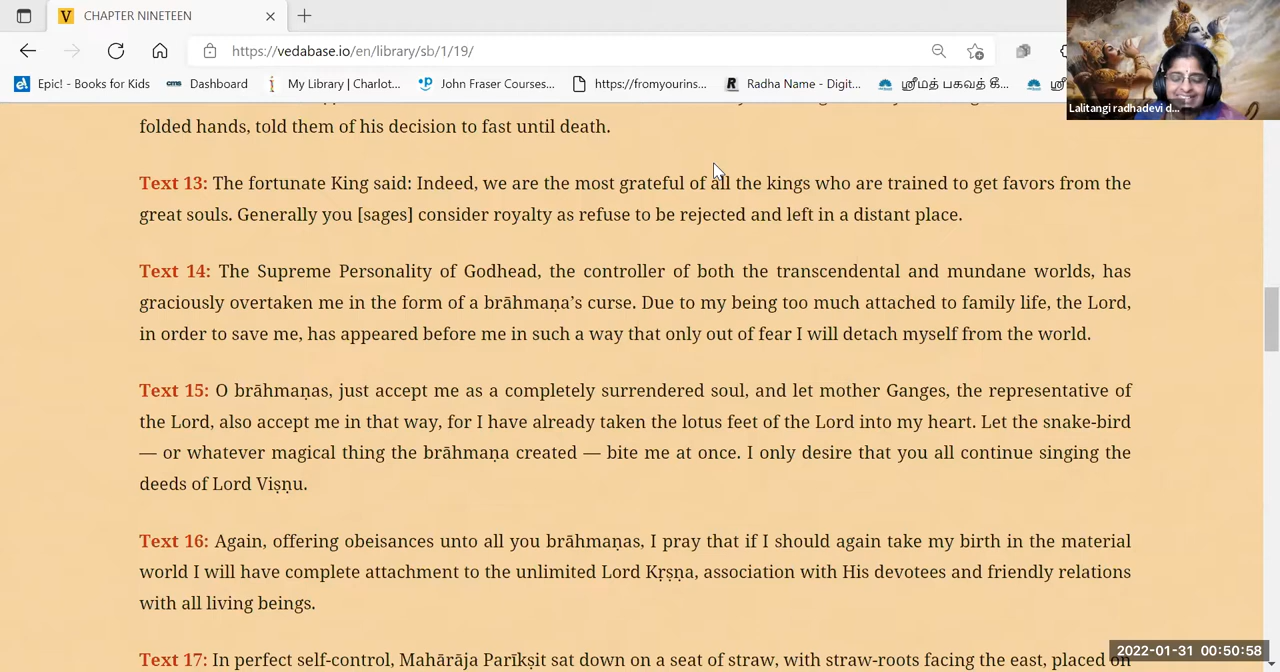 CHAPTER NINETEEN
https://vedabase.io/en/library/sb/1/19/
Epic! - Books for Kids
cms Dashboard
My Library | Charlot...
John Fraser Courses...
https://fromyourins...
Radha Name - Digit...
ஸ்ரீமத் பகவத் கீ...
Lalitangi radhadevi d...
folded hands, told them of his decision to fast until death.
Text 13: The fortunate King said: Indeed, we are the most grateful of all the kings who are trained to get favors from the
great souls. Generally you [sages] consider royalty as refuse to be rejected and left in a distant place.
Text 14: The Supreme Personality of Godhead, the controller of both the transcendental and mundane worlds, has
graciously overtaken me in the form of a brāhmaṇa’s curse. Due to my being too much attached to family life, the Lord,
in order to save me, has appeared before me in such a way that only out of fear I will detach myself from the world.
Text 15: O brāhmaṇas, just accept me as a completely surrendered soul, and let mother Ganges, the representative of
the Lord, also accept me in that way, for I have already taken the lotus feet of the Lord into my heart. Let the snake-bird
— or whatever magical thing the brāhmaṇa created — bite me at once. I only desire that you all continue singing the
deeds of Lord Viṣṇu.
Text 16: Again, offering obeisances unto all you brāhmaṇas, I pray that if I should again take my birth in the material
world I will have complete attachment to the unlimited Lord Kṛṣṇa, association with His devotees and friendly relations
with all living beings.
Text 17: In perfect self-control, Mahārāja Parīkṣit sat down on a seat of straw, with straw-roots facing the east, placed on
2022-01-31 00:50:58